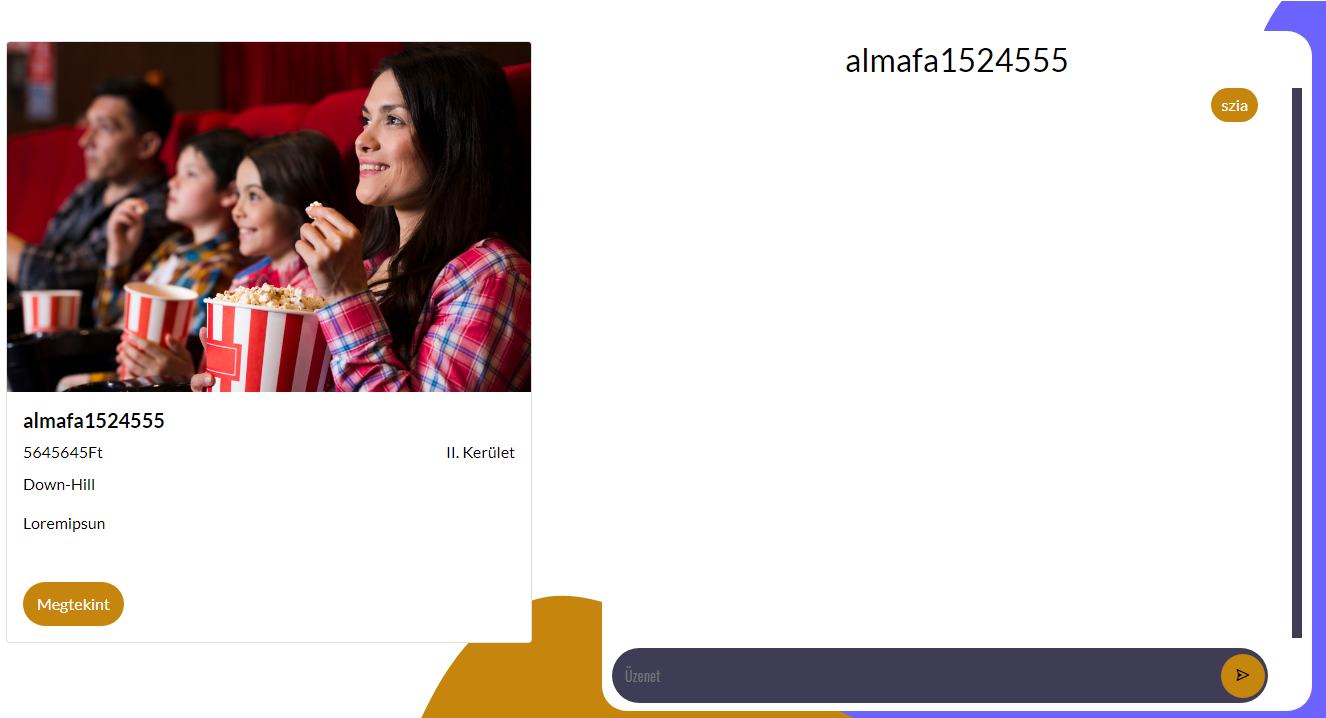 almafa1524555
5645645Ft
II. Kerület
Down-Hill
Loremipsun
Megtekint
almafa1524555
szia
Üzenet